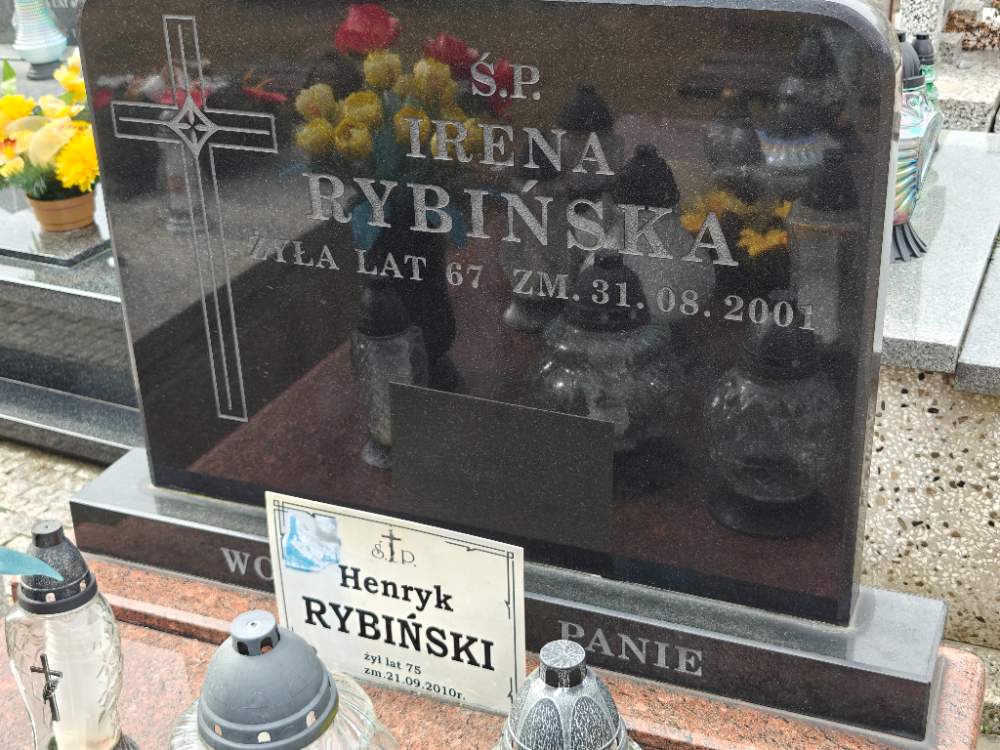 Ś.P.
IRENA
RYBIŃSKA
ŻYŁA LAT 67 ZM. 31.08.2001
Ś P.
Henryk
RYBIŃSKI
żył lat 75
zm.21.09.2010r.
PANIE